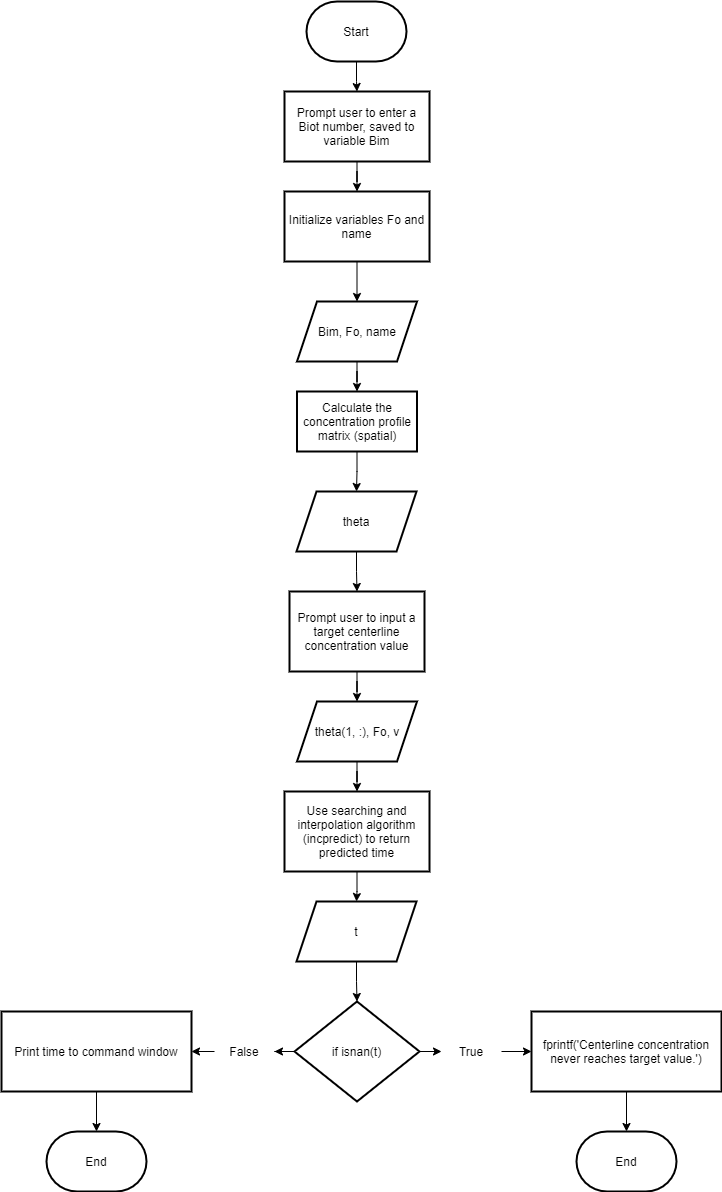 Start
Prompt user to enter a
Biot number, saved to
variable Bim
Initialize variables Fo and
name
Bim, Fo, name
Calculate the
concentration profile
matrix (spatial)
theta
Prompt user to input a
target centerline
concentration value
theta(1, :), Fo, v
Use searching and
interpolation algorithm
(incpredict) to return
predicted time
t
if isnan(t)
False
Print time to command window
End
True
fprintf('Centerline concentration
never reaches target value.')
End